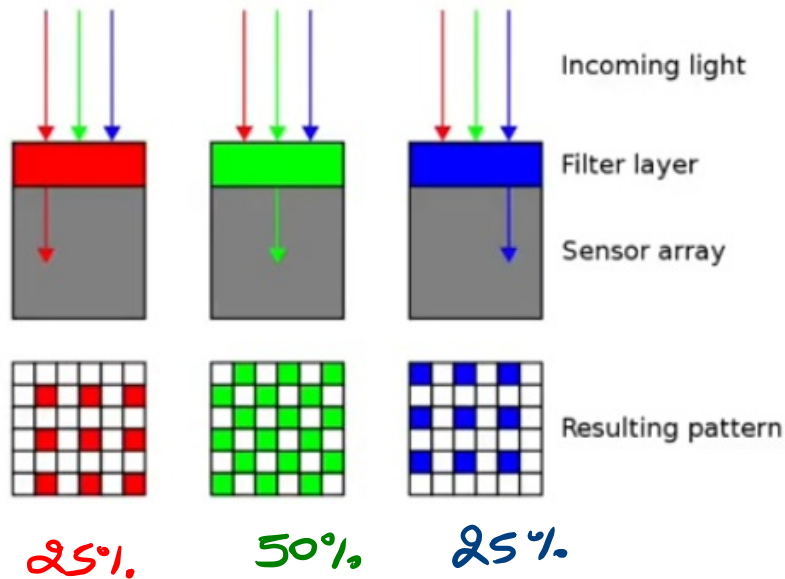 Incoming light
Filter layer
Sensor array
Resulting pattern
25% 50% 25%